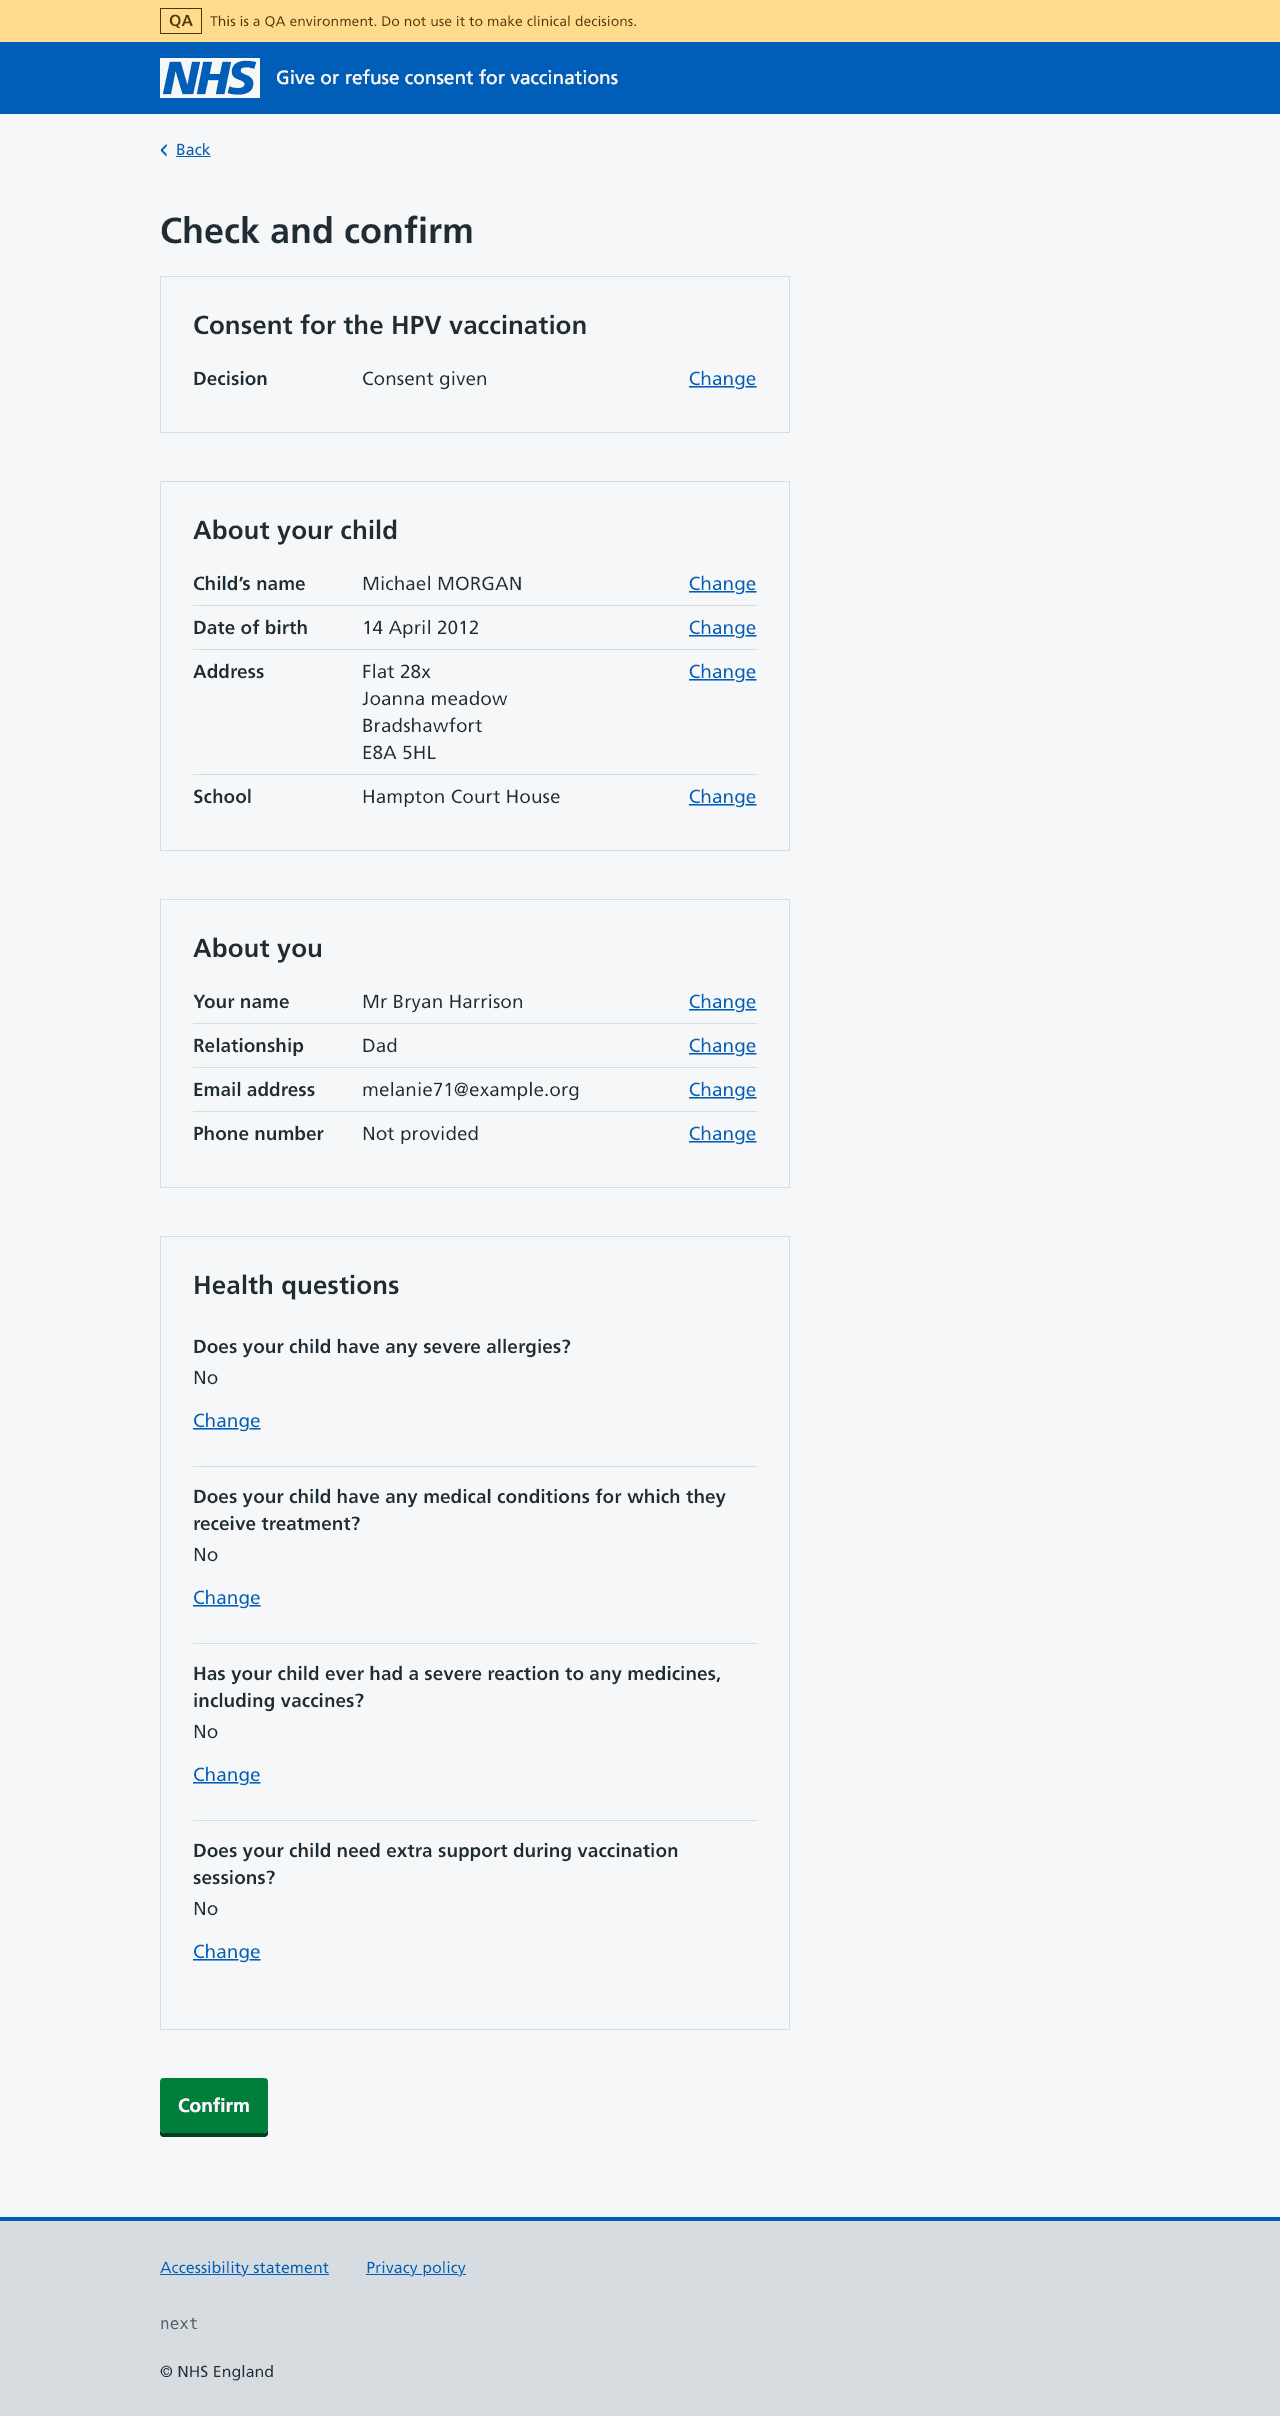 QA This is a QA environment. Do not use it to make clinical decisions.
NHS Give or refuse consent for vaccinations
Back
Check and confirm
Consent for the HPV vaccination
Decision Consent given Change
About your child
Child’s name Michael MORGAN Change
Date of birth 14 April 2012 Change
Address Flat 28x Change
Joanna meadow
Bradshawfort
E8A 5HL
School Hampton Court House Change
About you
Your name Mr Bryan Harrison Change
Relationship Dad Change
Email address melanie71@example.org Change
Phone number Not provided Change
Health questions
Does your child have any severe allergies?
No
Change
Does your child have any medical conditions for which they
receive treatment?
No
Change
Has your child ever had a severe reaction to any medicines,
including vaccines?
No
Change
Does your child need extra support during vaccination
sessions?
No
Change
Confirm
Accessibility statement Privacy policy
next
© NHS England